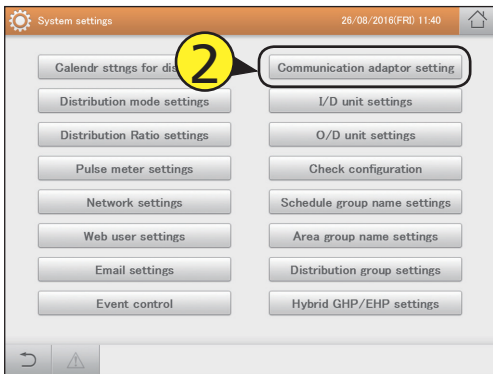 System settings 26/08/2016(FRI) 11:40
2
Calendr sttngs for dis
Communication adaptor setting
Distribution mode settings
I/D unit settings
Distribution Ratio settings
O/D unit settings
Pulse meter settings
Check configuration
Network settings
Schedule group name settings
Web user settings
Area group name settings
Email settings
Distribution group settings
Event control
Hybrid GHP/EHP settings